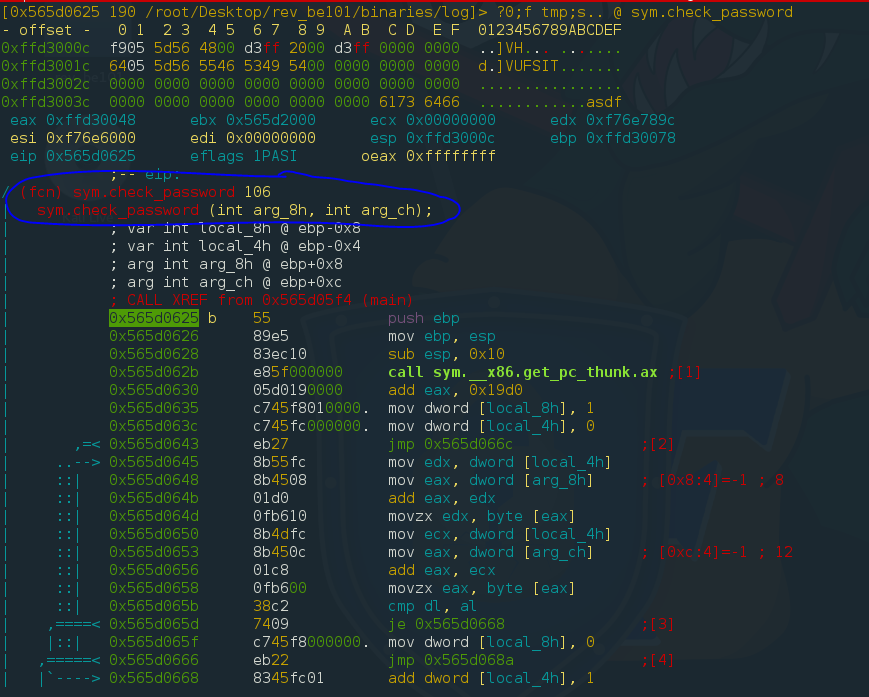 [0x565d0625 190 /root/Desktop/rev_be101/binaries/log]> ?0;f tmp;s.. @ sym.check_password
- offset -   0 1  2 3  4 5  6 7  8 9  A B  C D  E F  0123456789ABCDEF
0xffd3000c  f905 5d56 4800 d3ff 2000 d3ff 0000 0000  ..]VH... .......
0xffd3001c  6405 5d56 5546 5349 5400 0000 0000 0000  d.]VUFSIT.......
0xffd3002c  0000 0000 0000 0000 0000 0000 0000 0000  ................
0xffd3003c  0000 0000 0000 0000 0000 0000 6173 6466  ............asdf
eax 0xffd30048      ebx 0x565d2000      ecx 0x00000000      edx 0xf76e789c
esi 0xf76e6000      edi 0x00000000      esp 0xffd3000c      ebp 0xffd30078
eip 0x565d0625      eflags 1PASI       oeax 0xffffffff
;-- eip:
/ (fcn) sym.check_password 106
|   sym.check_password (int arg_8h, int arg_ch);
|           ; var int local_8h @ ebp-0x8
|           ; var int local_4h @ ebp-0x4
|           ; arg int arg_8h @ ebp+0x8
|           ; arg int arg_ch @ ebp+0xc
|           ; CALL XREF from 0x565d05f4 (main)
|           0x565d0625 b    55             push ebp
|           0x565d0626      89e5           mov ebp, esp
|           0x565d0628      83ec10         sub esp, 0x10
|           0x565d062b      e85f000000     call sym.__x86.get_pc_thunk.ax ;[1]
|           0x565d0630      05d0190000     add eax, 0x19d0
|           0x565d0635      c745f8010000.  mov dword [local_8h], 1
|           0x565d063c      c745fc000000.  mov dword [local_4h], 0
|       ,=< 0x565d0643      eb27           jmp 0x565d066c              ;[2]
|     ..--> 0x565d0645      8b55fc         mov edx, dword [local_4h]
|     ::|   0x565d0648      8b4508         mov eax, dword [arg_8h]     ; [0x8:4]=-1 ; 8
|     ::|   0x565d064b      01d0           add eax, edx
|     ::|   0x565d064d      0fb610         movzx edx, byte [eax]
|     ::|   0x565d0650      8b4dfc         mov ecx, dword [local_4h]
|     ::|   0x565d0653      8b450c         mov eax, dword [arg_ch]     ; [0xc:4]=-1 ; 12
|     ::|   0x565d0656      01c8           add eax, ecx
|     ::|   0x565d0658      0fb600         movzx eax, byte [eax]
|     ::|   0x565d065b      38c2           cmp dl, al
|    ,====< 0x565d065d      7409           je 0x565d0668               ;[3]
|    |::|   0x565d065f      c745f8000000.  mov dword [local_8h], 0
|   ,=====< 0x565d0666      eb22           jmp 0x565d068a              ;[4]
|   |`----> 0x565d0668      8345fc01       add dword [local_4h], 1